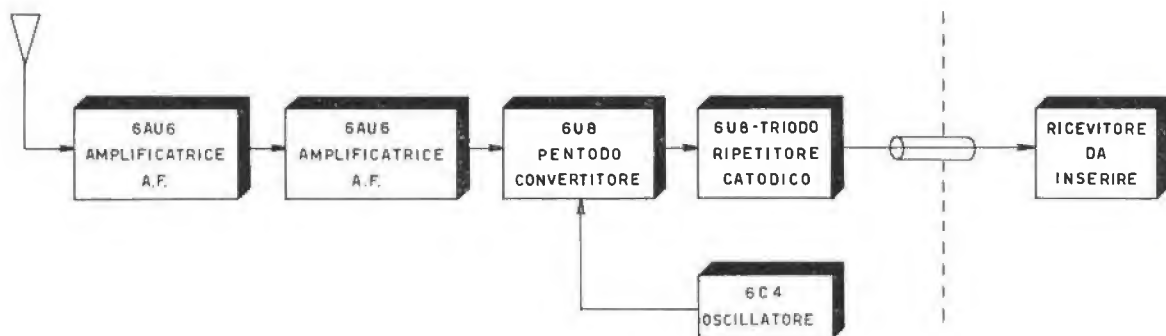 6AU6
AMPLIFICATRICE
A.F.
6AU6
AMPLIFICATRICE
A.F.
6U8
PENTODO
CONVERTITORE
6U8-TRIODO
RIPETITORE
CATODICO
RICEVITORE
DA
INSERIRE
6C4
OSCILLATORE